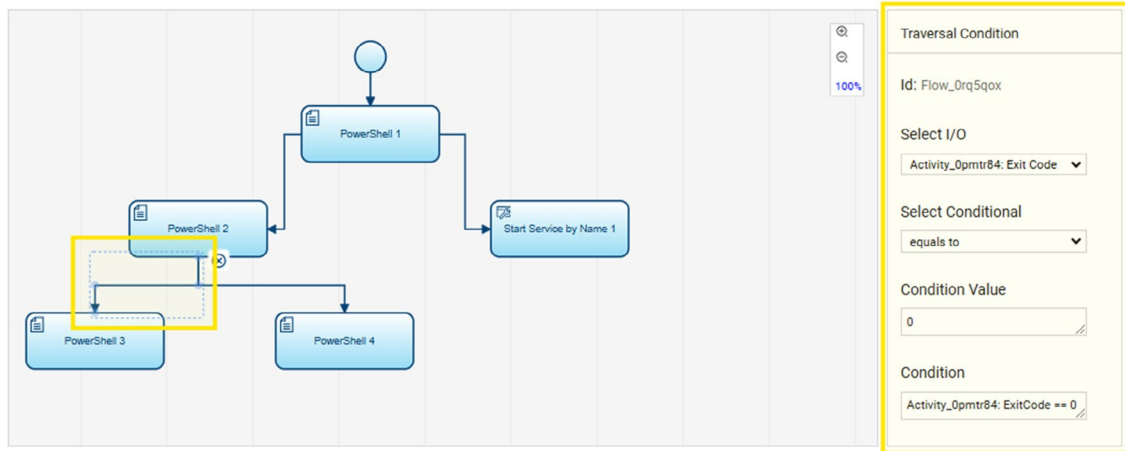 PowerShell 1
PowerShell 2
Start Service by Name 1
PowerShell 3
PowerShell 4
100%
Traversal Condition
Id: Flow_0rq5qox
Select I/O
Activity_0pmtr84: Exit Code
Select Conditional
equals to
Condition Value
0
Condition
Activity_0pmtr84: ExitCode == 0